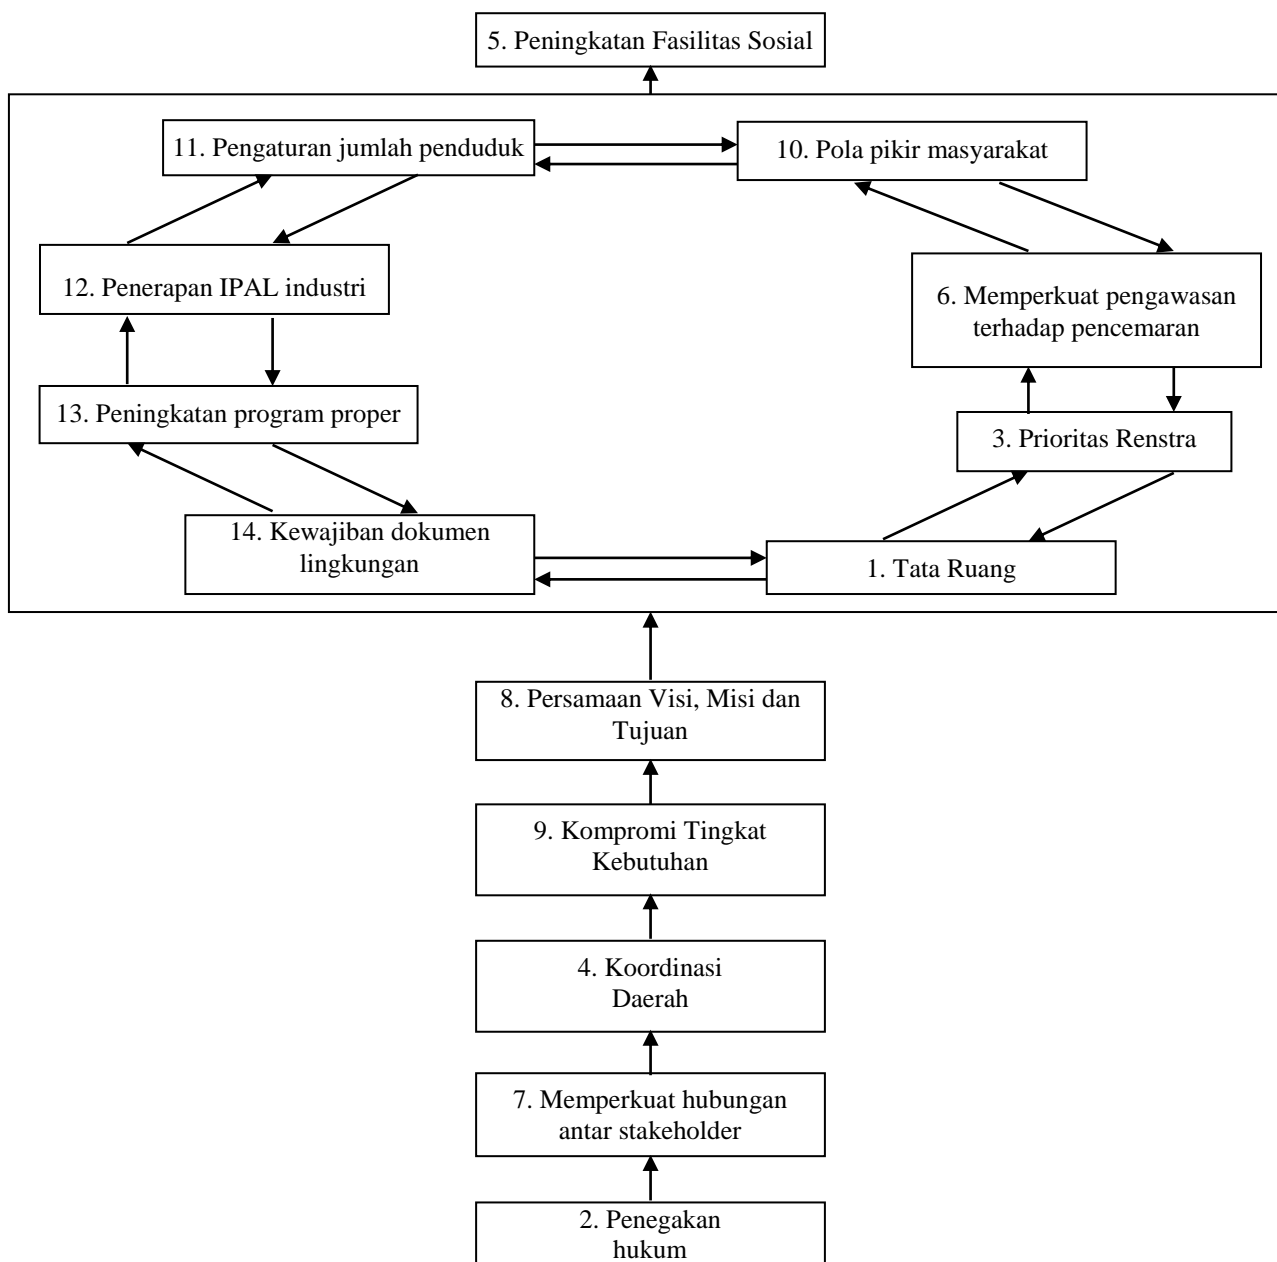 5. Peningkatan Fasilitas Sosial
11. Pengaturan jumlah penduduk
10. Pola pikir masyarakat
12. Penerapan IPAL industri
6. Memperkuat pengawasan
terhadap pencemaran
13. Peningkatan program proper
3. Prioritas Renstra
14. Kewajiban dokumen
lingkungan
1. Tata Ruang
8. Persamaan Visi, Misi dan
Tujuan
9. Kompromi Tingkat
Kebutuhan
4. Koordinasi
Daerah
7. Memperkuat hubungan
antar stakeholder
2. Penegakan
hukum